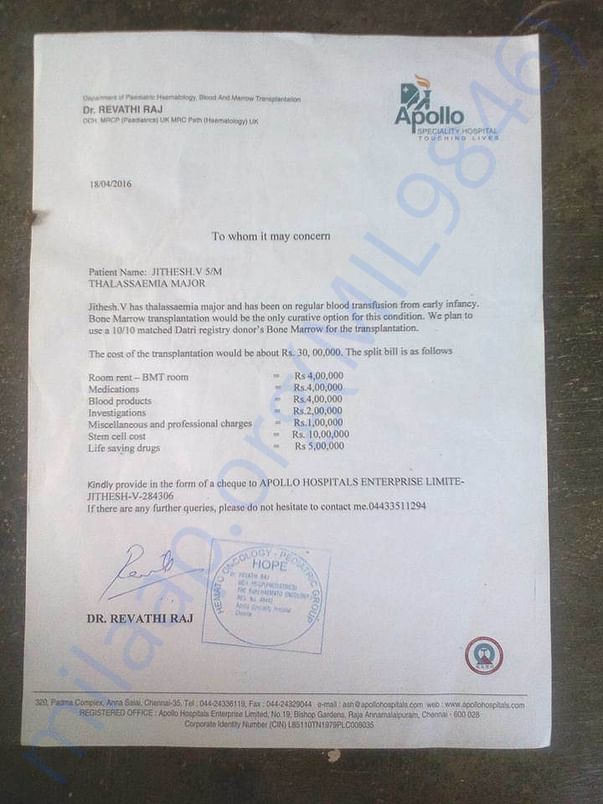 Department of Paediatric Haematology, Blood And Marrow Transplantation
Dr. REVATHI RAJ
DCH, MRCP (Paediatrics) UK MRC Path (Haematology) UK
Apollo
SPECIALITY HOSPITAL
TOUCHING LIVES
18/04/2016
To whom it may concern
Patient Name: JITHESH.V 5/M
THALASSAEMIA MAJOR
Jithesh.V has thalassaemia major and has been on regular blood transfusion from early infancy.
Bone Marrow transplantation would be the only curative option for this condition. We plan to
use a 10/10 matched Datri registry donor's Bone Marrow for the transplantation.
The cost of the transplantation would be about Rs. 30, 00,000. The split bill is as follows
Room rent – BMT room = Rs 4,00,000
Medications = Rs.4,00,000
Blood products = Rs.4,00,000
Investigations = Rs.2,00,000
Miscellaneous and professional charges = Rs.1,00,000
Stem cell cost = Rs. 10,00,000
Life saving drugs = Rs 5,00,000
Kindly provide in the form of a cheque to APOLLO HOSPITALS ENTERPRISE LIMITE-
JITHESH-V-284306
If there are any further queries, please do not hesitate to contact me.04433511294
HEMATO ONCOLOGY - PEDIATRIC GROUP
HOPE
Dr. REVATHI RAJ
Apollo Speciality Hospital
Chennai
DR. REVATHI RAJ
320, Padma Complex, Anna Salai, Chennai-35. Tel : 044-24336119, Fax : 044-24329044 e-mail : ash@apollohospitals.com web : www.apollohospitals.com
REGISTERED OFFICE : Apollo Hospitals Enterprise Limited, No.19, Bishop Gardens, Raja Annamalaipuram, Chennai - 600 028
Corporate Identity Number (CIN) L85110TN1979PLC008035